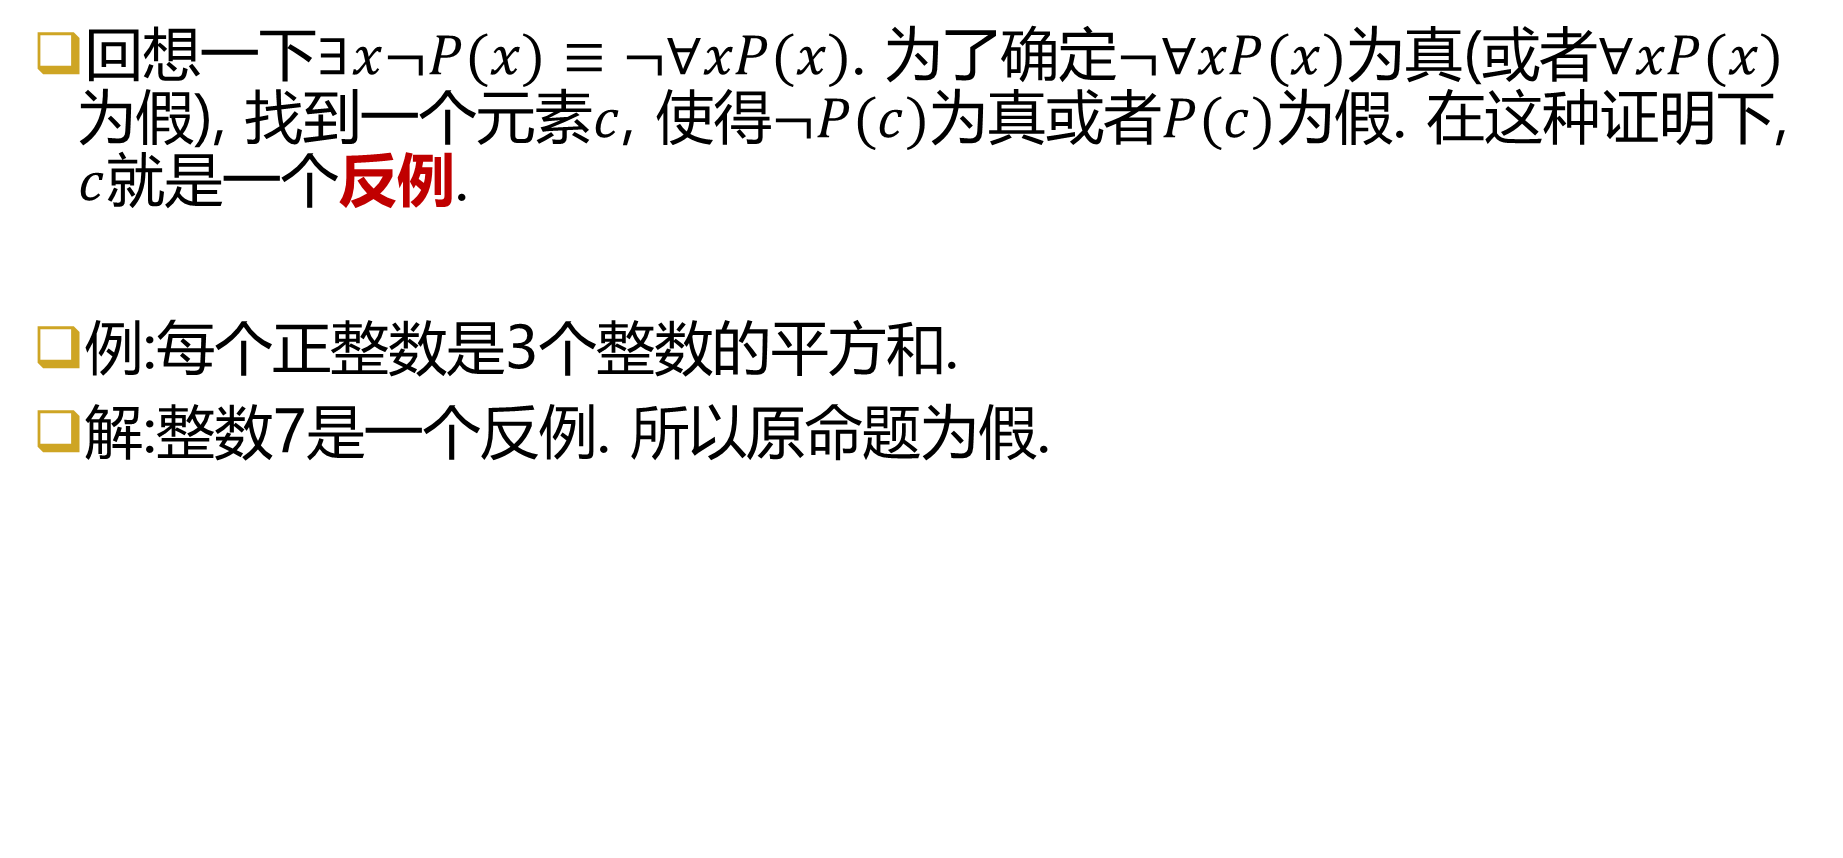 回想一下∃x¬P(x) ≡ ¬∀xP(x). 为了确定¬∀xP(x)为真(或者∀xP(x)
为假), 找到一个元素c, 使得¬P(c)为真或者P(c)为假. 在这种证明下,
c就是一个反例.
例:每个正整数是3个整数的平方和.
解:整数7是一个反例. 所以原命题为假.